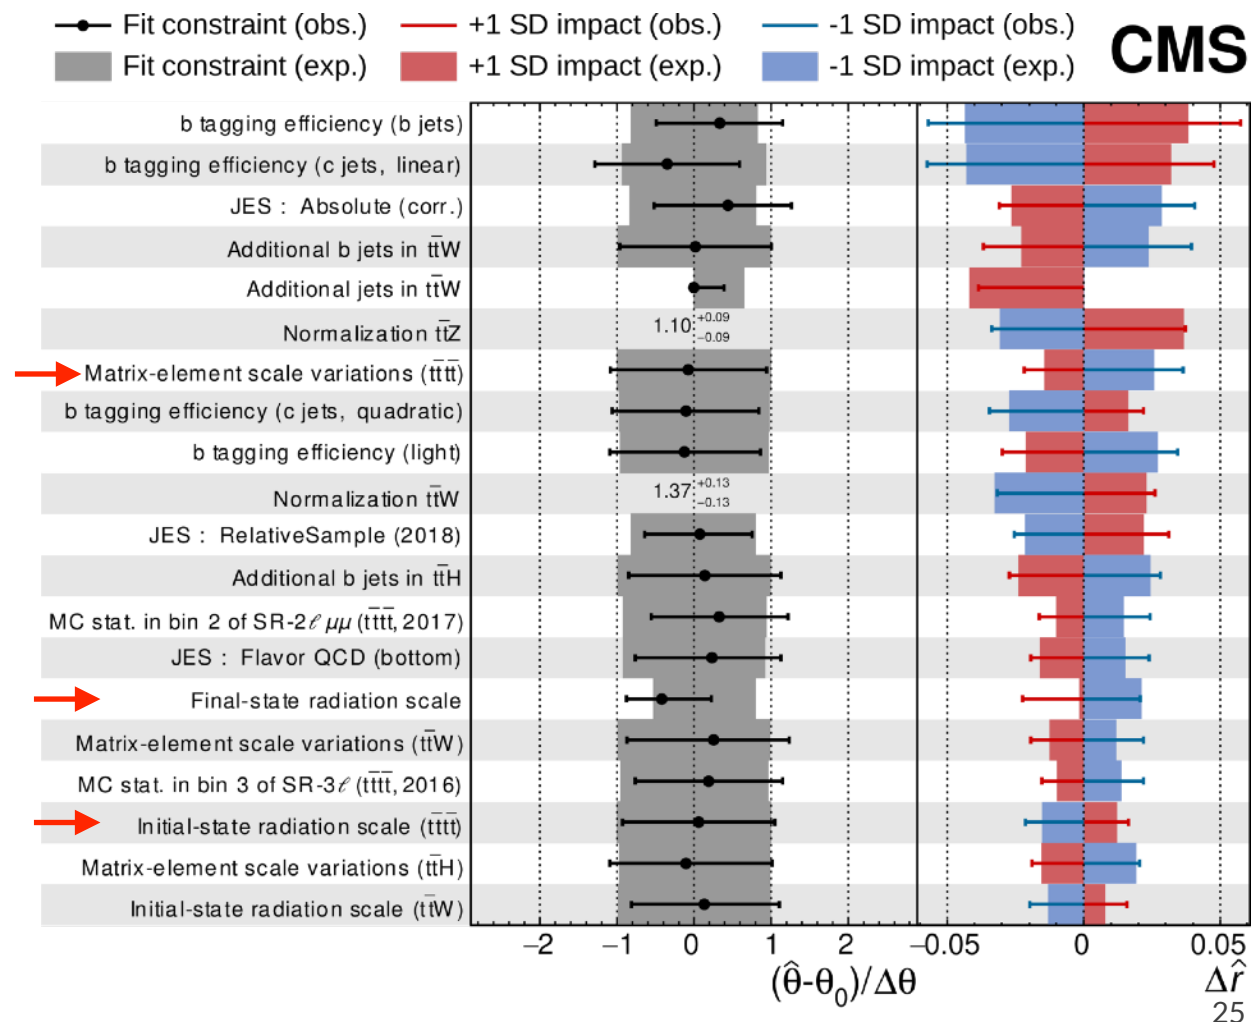 Fit constraint (obs.) +1 SD impact (obs.) -1 SD impact (obs.) CMS
Fit constraint (exp.) +1 SD impact (exp.) -1 SD impact (exp.)
b tagging efficiency (b jets)
b tagging efficiency (c jets, linear)
JES : Absolute (corr.)
Additional b jets in tt̅W
Additional jets in tt̅W
Normalization tt̅Z 1.10 +0.09 −0.09
Matrix-element scale variations (tt̅tt̅)
b tagging efficiency (c jets, quadratic)
b tagging efficiency (light)
Normalization tt̅W 1.37 +0.13 −0.13
JES : RelativeSample (2018)
Additional b jets in tt̅H
MC stat. in bin 2 of SR-2ℓ μμ (tt̅tt̅, 2017)
JES : Flavor QCD (bottom)
Final-state radiation scale
Matrix-element scale variations (tt̅W)
MC stat. in bin 3 of SR-3ℓ (tt̅tt̅, 2016)
Initial-state radiation scale (tt̅tt̅)
Matrix-element scale variations (tt̅H)
Initial-state radiation scale (tt̅W)
−2 −1 0 1 2 −0.05 0 0.05
(θ̂-θ₀)/Δθ Δr̂
25